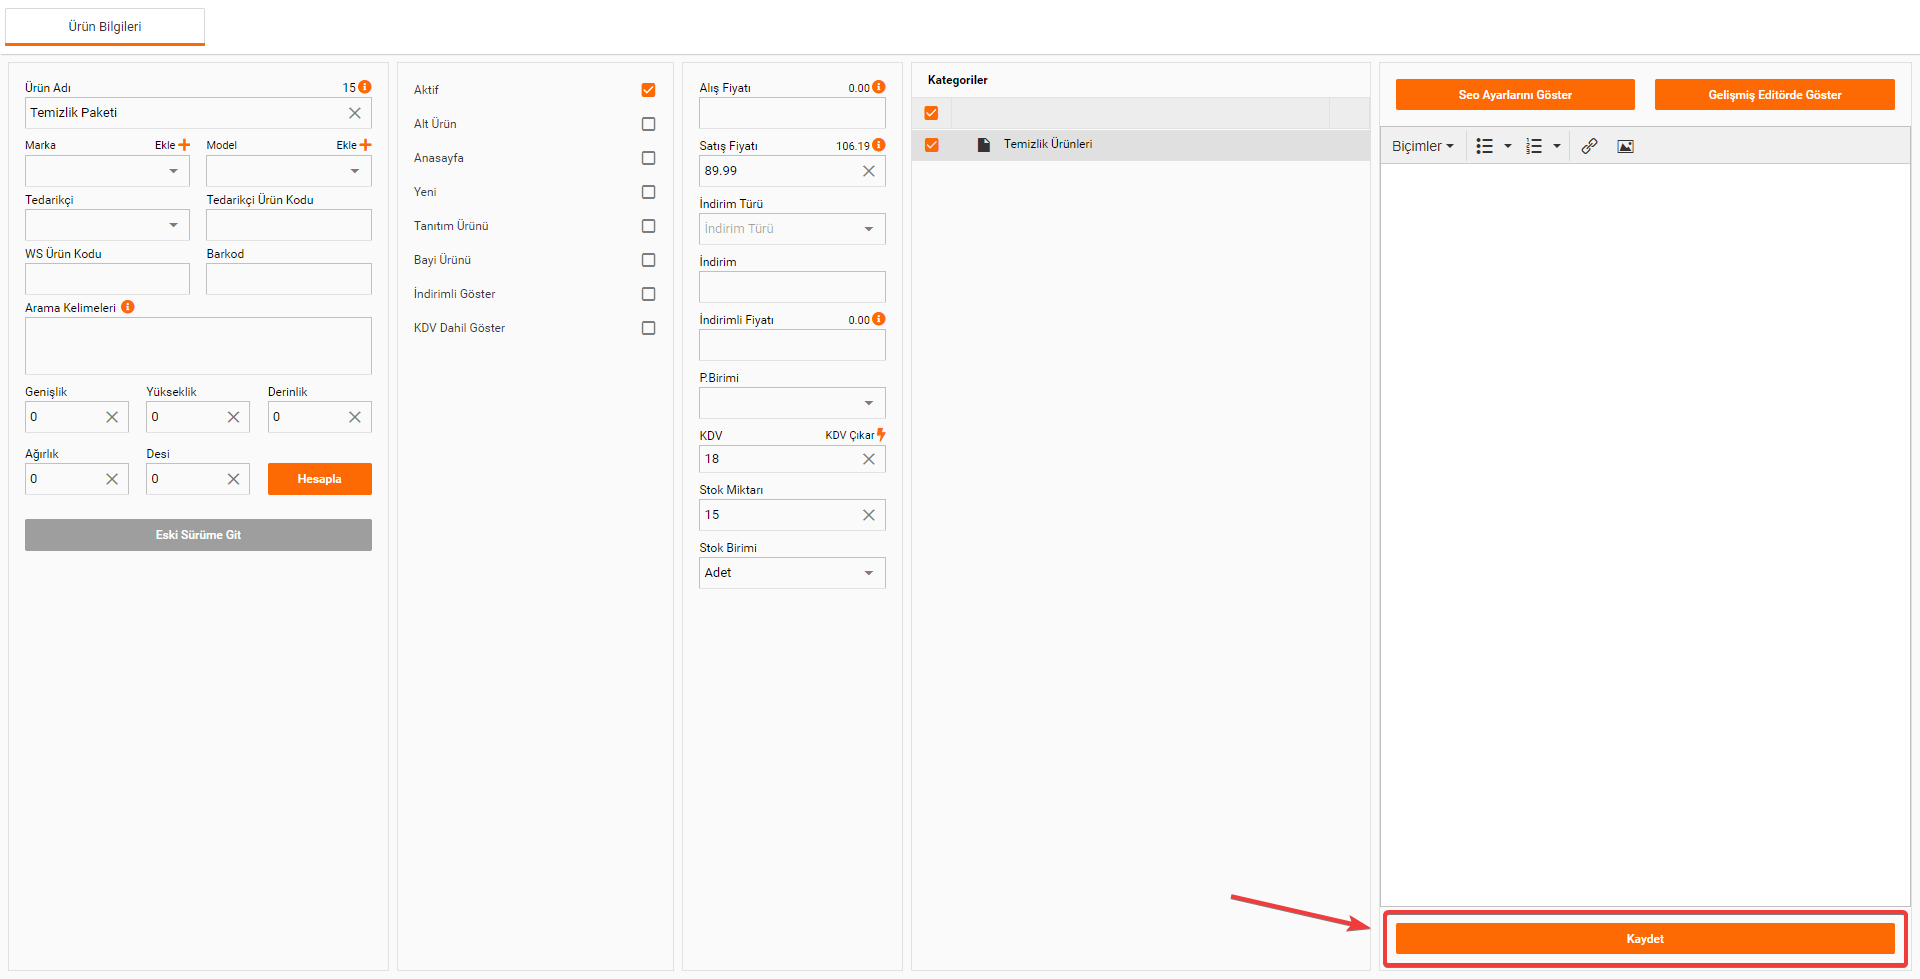 Ürün Bilgileri
Ürün Adı 15
Temizlik Paketi
Marka Ekle Model Ekle
Tedarikçi Tedarikçi Ürün Kodu
WS Ürün Kodu Barkod
Arama Kelimeleri
Genişlik Yükseklik Derinlik
0 0 0
Ağırlık Desi
0 0 Hesapla
Eski Sürüme Git
Aktif
Alt Ürün
Anasayfa
Yeni
Tanıtım Ürünü
Bayi Ürünü
İndirimli Göster
KDV Dahil Göster
Alış Fiyatı 0.00
Satış Fiyatı 106.19
89.99
İndirim Türü
İndirim Türü
İndirim
İndirimli Fiyatı 0.00
P.Birimi
KDV KDV Çıkar
18
Stok Miktarı
15
Stok Birimi
Adet
Kategoriler
Temizlik Ürünleri
Seo Ayarlarını Göster Gelişmiş Editörde Göster
Biçimler
Kaydet